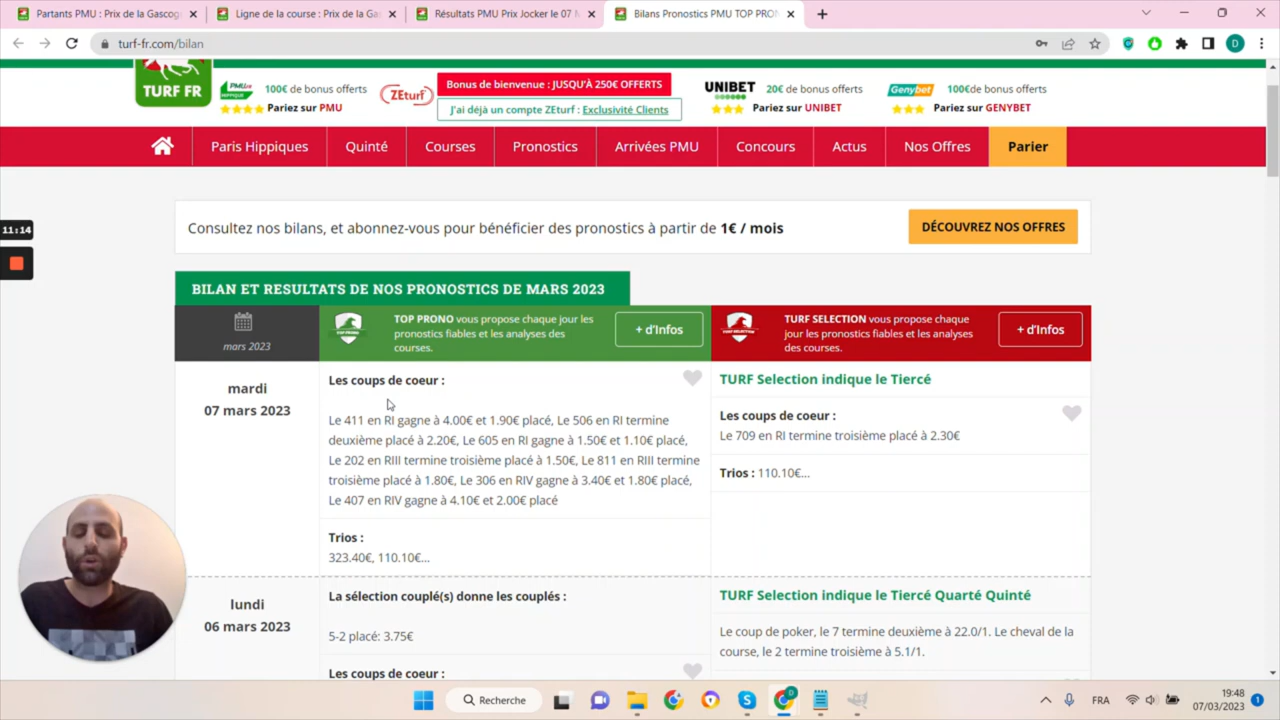 Partants PMU : Prix de la Gascog
Ligne de la course : Prix de la Ga
Résultats PMU Prix Jocker le 07 M
Bilans Pronostics PMU TOP PRO
turf-fr.com/bilan
D
TURF FR
100€ de bonus offerts
Pariez sur PMU
ZEturf
Bonus de bienvenue : JUSQU'À 250€ OFFERTS
J'ai déjà un compte ZEturf : Exclusivité Clients
UNIBET
20€ de bonus offerts
Pariez sur UNIBET
Genybet
100€de bonus offerts
Pariez sur GENYBET
Paris Hippiques
Quinté
Courses
Pronostics
Arrivées PMU
Concours
Actus
Nos Offres
Parier
11:14
Consultez nos bilans, et abonnez-vous pour bénéficier des pronostics à partir de 1€ / mois
DÉCOUVREZ NOS OFFRES
BILAN ET RESULTATS DE NOS PRONOSTICS DE MARS 2023
mars 2023
TOP PRONO vous propose chaque jour les
pronostics fiables et les analyses des
courses.
+ d'Infos
TURF SELECTION vous propose chaque
jour les pronostics fiables et les analyses
des courses.
+ d'Infos
mardi
07 mars 2023
Les coups de coeur :
Le 411 en RI gagne à 4.00€ et 1.90€ placé, Le 506 en RI termine
deuxième placé à 2.20€, Le 605 en RI gagne à 1.50€ et 1.10€ placé,
Le 202 en RIII termine troisième placé à 1.50€, Le 811 en RIII termine
troisième placé à 1.80€, Le 306 en RIV gagne à 3.40€ et 1.80€ placé,
Le 407 en RIV gagne à 4.10€ et 2.00€ placé
Trios :
323.40€, 110.10€...
TURF Selection indique le Tiercé
Les coups de coeur :
Le 709 en RI termine troisième placé à 2.30€
Trios : 110.10€...
lundi
06 mars 2023
La sélection couplé(s) donne les couplés :
5-2 placé: 3.75€
Les coups de coeur :
TURF Selection indique le Tiercé Quarté Quinté
Le coup de poker, le 7 termine deuxième à 22.0/1. Le cheval de la
course, le 2 termine troisième à 5.1/1.
Recherche
FRA
19:48
07/03/2023